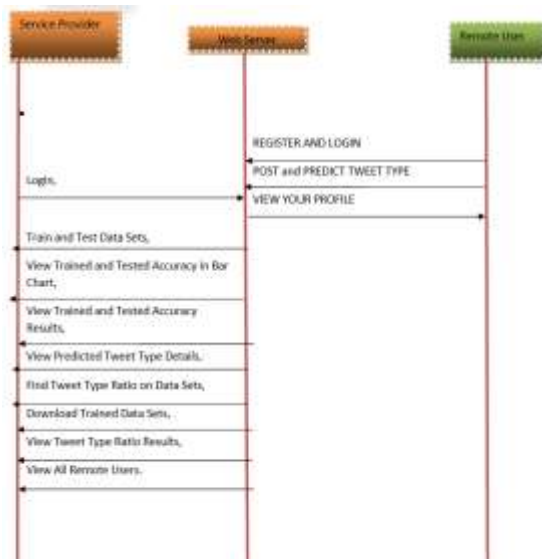 Service Provider
Web Server
Remote User
REGISTER AND LOGIN
POST and PREDICT TWEET TYPE
Login,
VIEW YOUR PROFILE
Train and Test Data Sets,
View Trained and Tested Accuracy in Bar
Chart,
View Trained and Tested Accuracy
Results,
View Predicted Tweet Type Details,
Find Tweet Type Ratio on Data Sets,
Download Trained Data Sets,
View Tweet Type Ratio Results,
View All Remote Users.